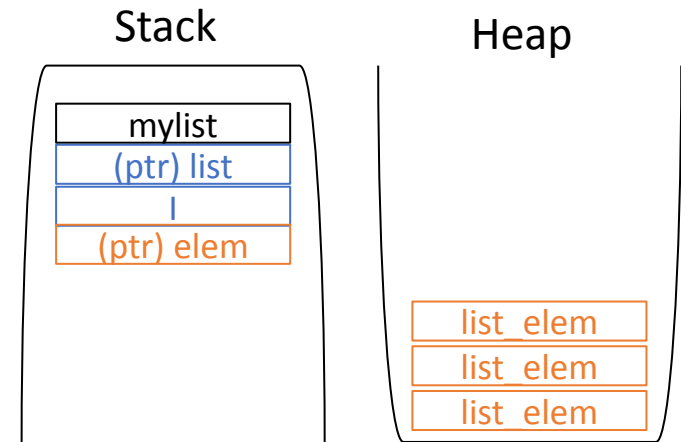 Stack
Heap
mylist
(ptr) list
I
(ptr) elem
list_elem
list_elem
list_elem